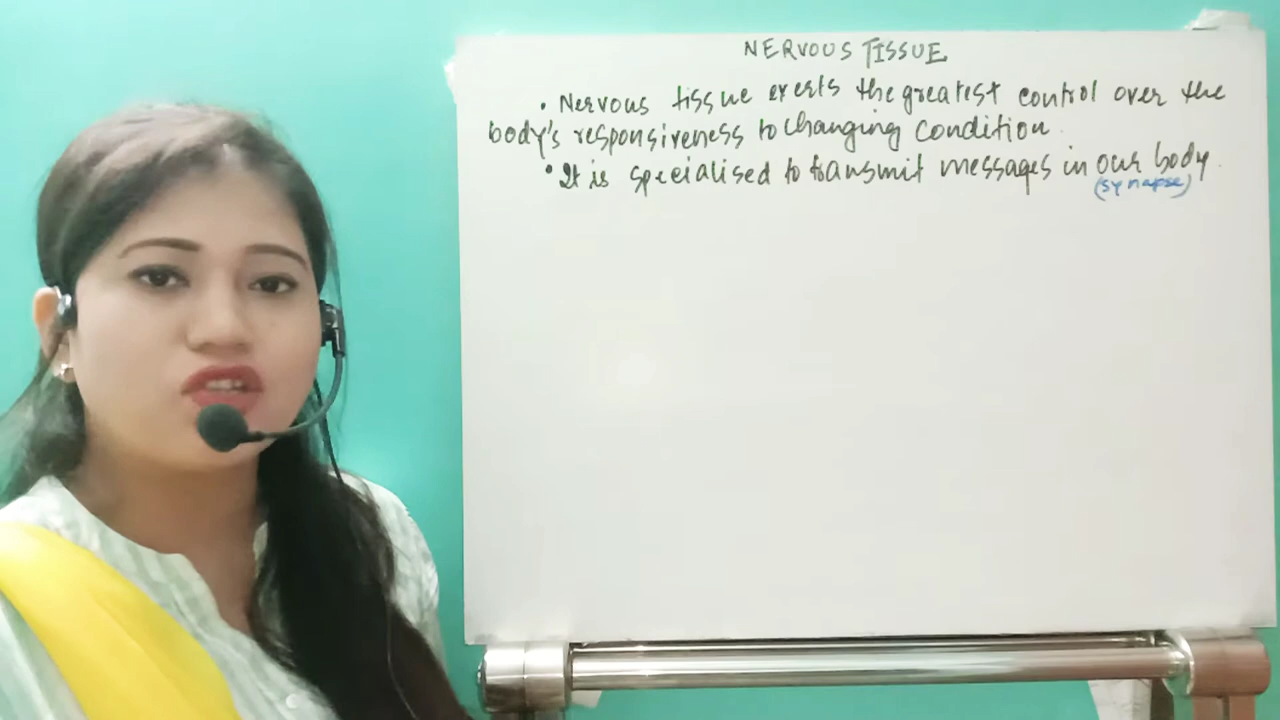 NERVOUS TISSUE
• Nervous tissue exerts the greatest control over the
body's responsiveness to changing condition.
• It is specialised to transmit messages in our body.
(synapse)